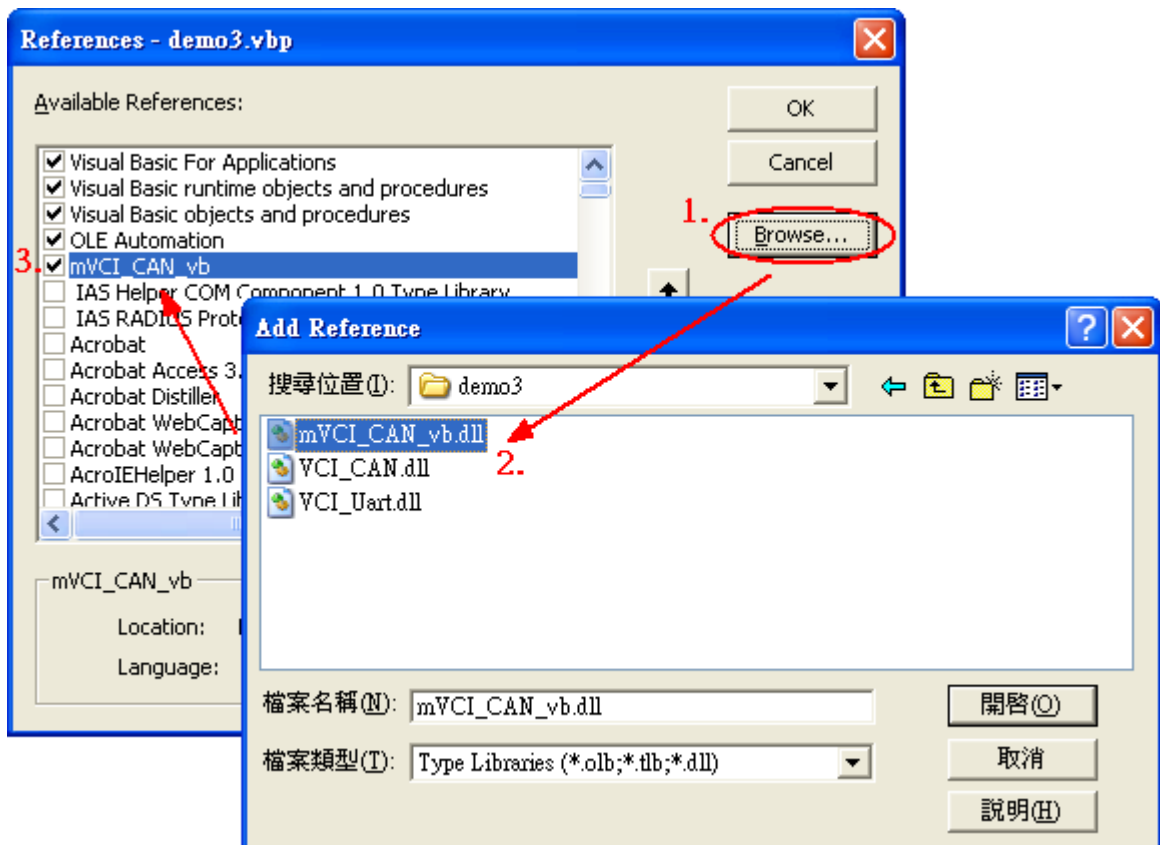 References - demo3.vbp
Available References:
OK
Visual Basic For Applications
Cancel
Visual Basic runtime objects and procedures
Visual Basic objects and procedures
1.
OLE Automation
Browse...
3.
mVCI_CAN_vb
IAS Helper COM Component 1.0 Type Library
IAS RADIUS Prot
Acrobat
Acrobat Access 3.
Acrobat Distiller
Acrobat WebCapt
Acrobat WebCapt
AcroIEHelper 1.0
Active DS Type Lib
mVCI_CAN_vb
Location:
Language:
Add Reference
搜尋位置(I): demo3
mVCI_CAN_vb.dll
2.
VCI_CAN.dll
VCI_Uart.dll
檔案名稱(N): mVCI_CAN_vb.dll
開啓(O)
檔案類型(T): Type Libraries (*.olb;*.tlb;*.dll)
取消
說明(H)